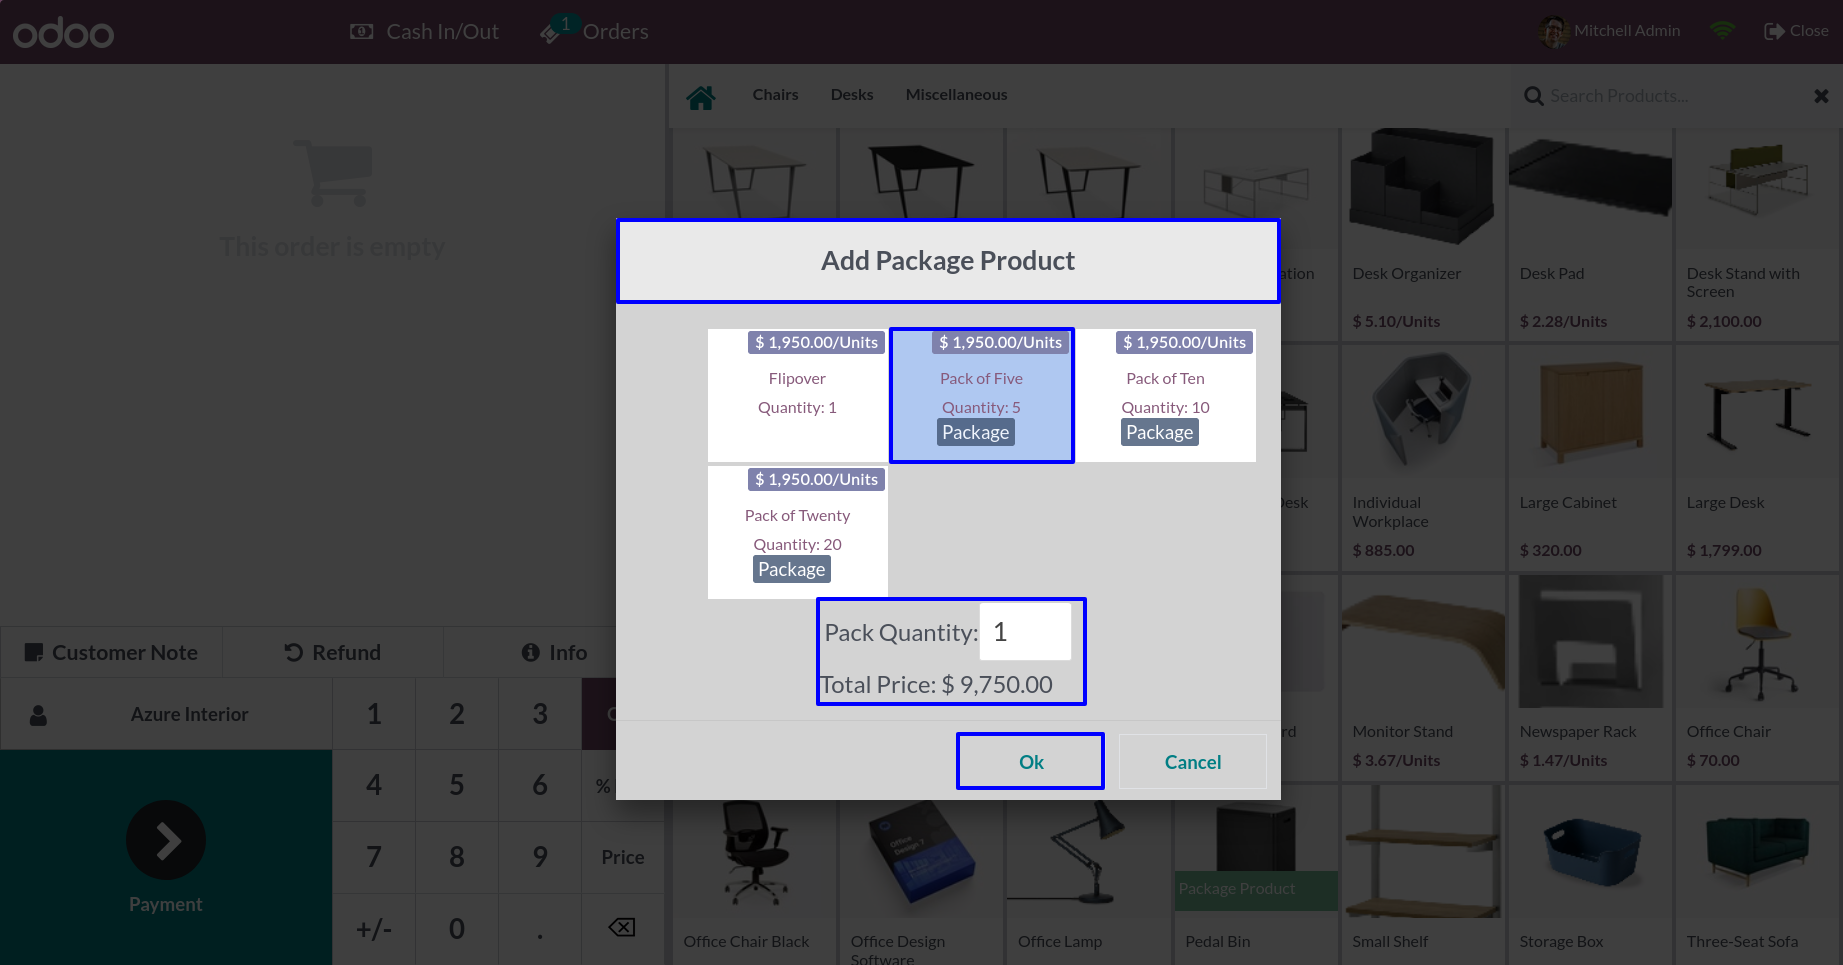 odoo
Cash In/Out
1
Orders
Mitchell Admin
Close
Chairs
Desks
Miscellaneous
Search Products...
This order is empty
Desk Organizer
$ 5.10/Units
Desk Pad
$ 2.28/Units
Desk Stand with
Screen
$ 2,100.00
Add Package Product
$ 1,950.00/Units
Flipover
Quantity: 1
$ 1,950.00/Units
Pack of Five
Quantity: 5
Package
$ 1,950.00/Units
Pack of Ten
Quantity: 10
Package
$ 1,950.00/Units
Pack of Twenty
Quantity: 20
Package
Pack Quantity: 1
Total Price: $ 9,750.00
Ok
Cancel
Desk
Individual
Workplace
$ 885.00
Large Cabinet
$ 320.00
Large Desk
$ 1,799.00
Monitor Stand
$ 3.67/Units
Newspaper Rack
$ 1.47/Units
Office Chair
$ 70.00
Customer Note
Refund
Info
Azure Interior
1
2
3
4
5
6
%
7
8
9
Price
+/-
0
.
Payment
Office Chair Black
Office
Design 7
Office Design
Software
Office Lamp
Package Product
Pedal Bin
Small Shelf
Storage Box
Three-Seat Sofa